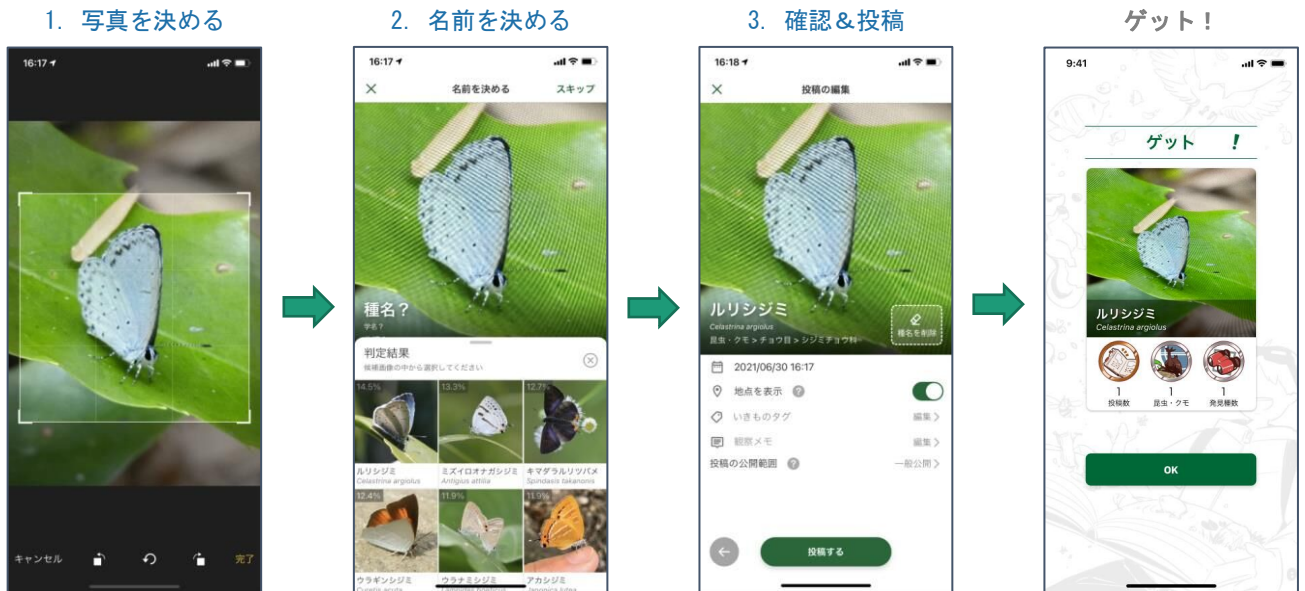 1. 写真を決める
2. 名前を決める
3. 確認&投稿
ゲット！
16:17
キャンセル
完了
16:17
名前を決める
スキップ
種名？
学名？
判定結果
候補画像の中から選択してください
14.5%
13.3%
12.7%
ルリシジミ
ミズイロオナガシジミ
キマダラルリツバメ
Celastrina argiolus
Antigius attilia
Spindasis takanonis
12.4%
11.9%
11.9%
ウラギンシジミ
ウラナミシジミ
アカシジミ
Curetis acuta
Lampides boeticus
Japonica lutea
16:18
投稿の編集
ルリシジミ
Celastrina argiolus
昆虫・クモ > チョウ目 > シジミチョウ科
種名を削除
2021/06/30 16:17
地点を表示
?
いきものタグ
編集 >
観察メモ
編集 >
投稿の公開範囲
?
一般公開 >
投稿する
9:41
ゲット !
ルリシジミ
Celastrina argiolus
1
1
1
投稿数
昆虫・クモ
発見種数
OK